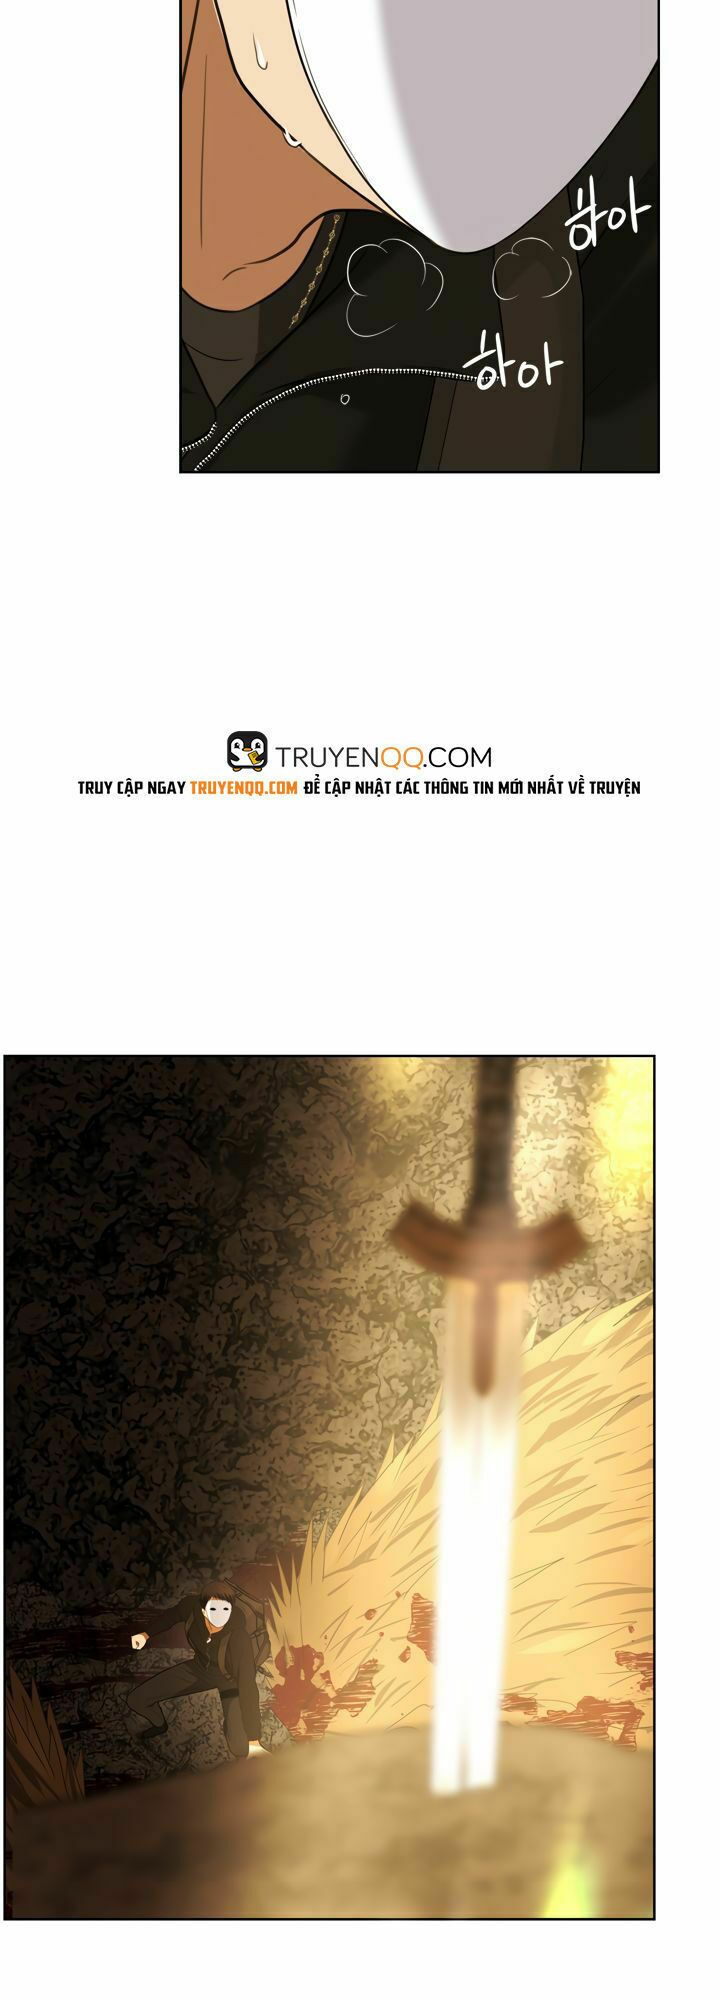 하아
하아
TRUYENQQ.COM
TRUY CẬP NGAY TRUYENQQ.COM ĐỂ CẬP NHẬT CÁC THÔNG TIN MỚI NHẤT VỀ TRUYỆN